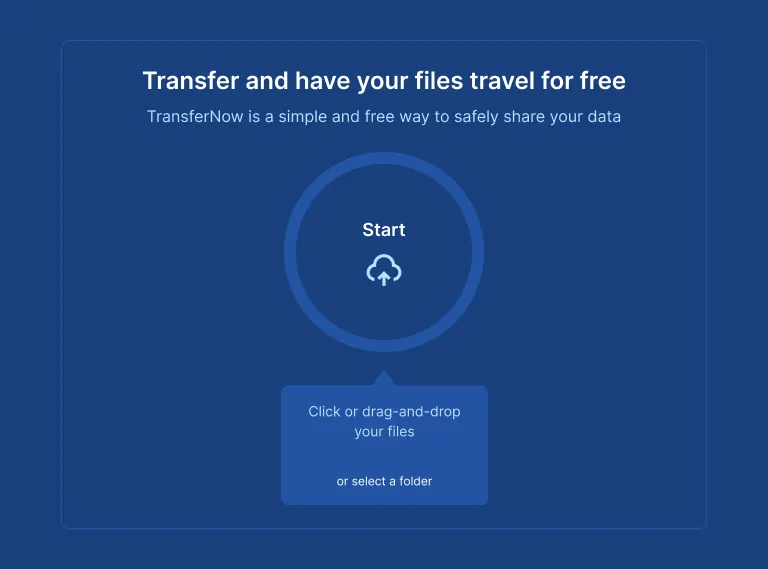 Transfer and have your files travel for free
TransferNow is a simple and free way to safely share your data
Start
Click or drag-and-drop
your files
or select a folder